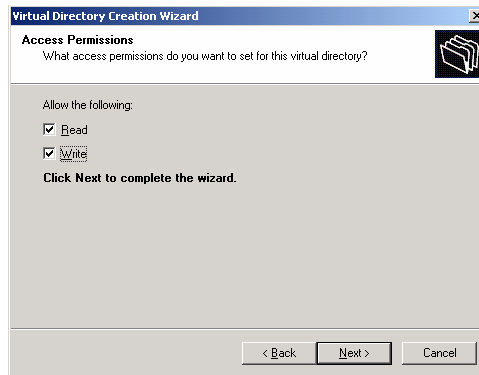 Virtual Directory Creation Wizard
Access Permissions
What access permissions do you want to set for this virtual directory?
Allow the following:
Read
Write
Click Next to complete the wizard.
< Back Next > Cancel